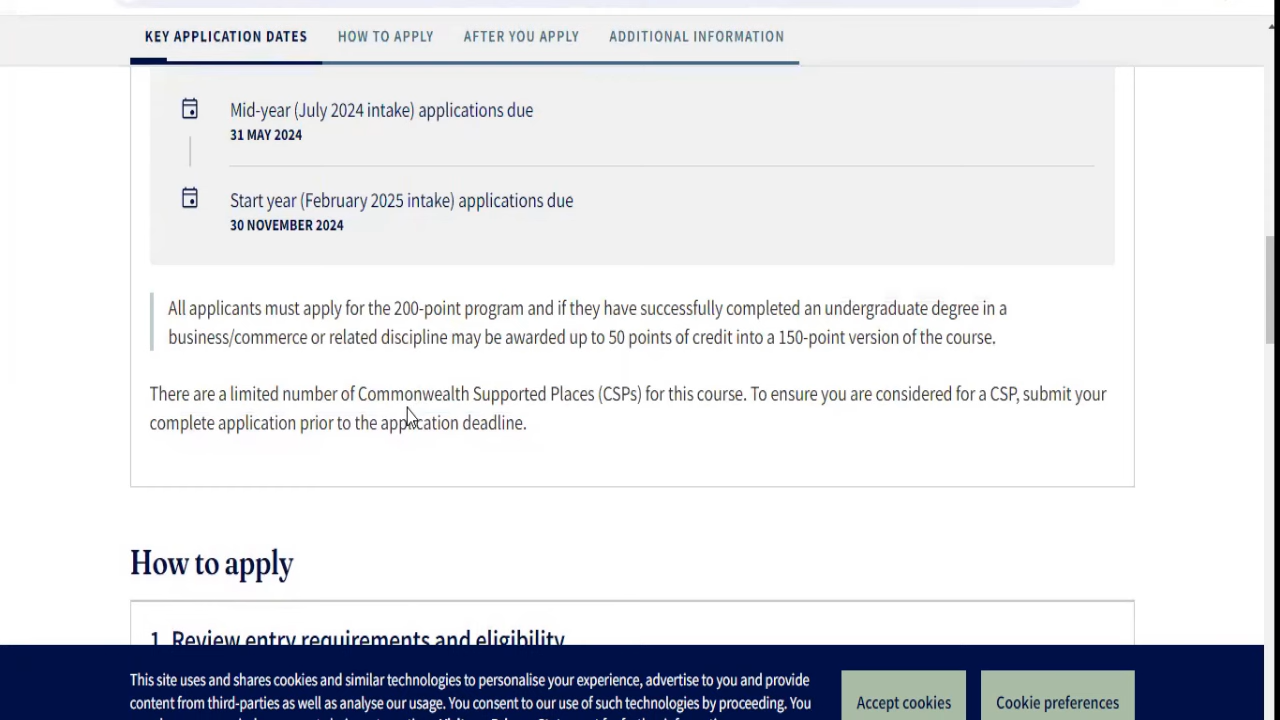 KEY APPLICATION DATES HOW TO APPLY AFTER YOU APPLY ADDITIONAL INFORMATION
Mid-year (July 2024 intake) applications due
31 MAY 2024
Start year (February 2025 intake) applications due
30 NOVEMBER 2024
All applicants must apply for the 200-point program and if they have successfully completed an undergraduate degree in a
business/commerce or related discipline may be awarded up to 50 points of credit into a 150-point version of the course.
There are a limited number of Commonwealth Supported Places (CSPs) for this course. To ensure you are considered for a CSP, submit your
complete application prior to the application deadline.
How to apply
1. Review entry requirements and eligibility
This site uses and shares cookies and similar technologies to personalise your experience, advertise to you and provide
content from third-parties as well as analyse our usage. You consent to our use of such technologies by proceeding. You
Accept cookies
Cookie preferences